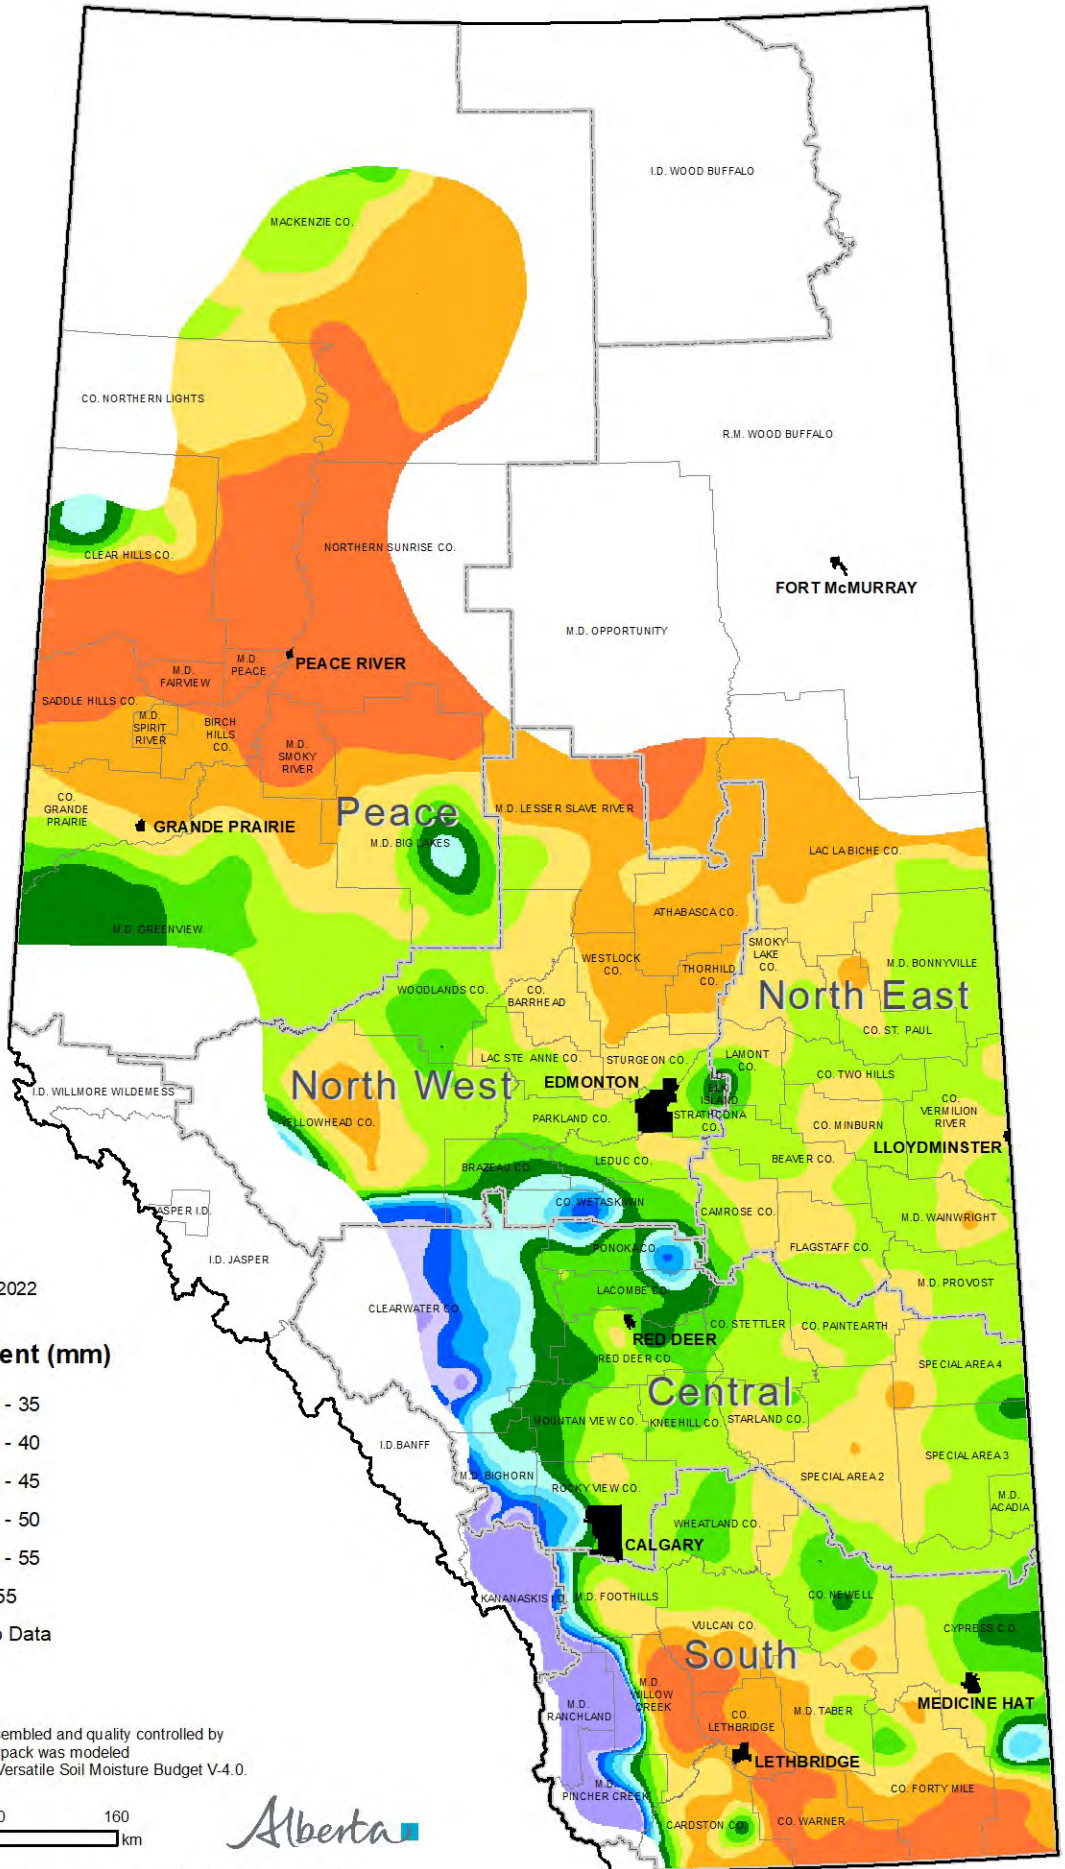 I.D. WOOD BUFFALO
MACKENZIE CO.
CO. NORTHERN LIGHTS
R.M. WOOD BUFFALO
CLEAR HILLS CO.
NORTHERN SUNRISE CO.
FORT McMURRAY
M.D. OPPORTUNITY
M.D.
PEACE
PEACE RIVER
M.D.
FAIRVIEW
SADDLE HILLS CO.
M.D.
SPIRIT
RIVER
BIRCH
HILLS
CO.
M.D.
SMOKY
RIVER
CO.
GRANDE
PRAIRIE
GRANDE PRAIRIE
Peace
M.D. LESSER SLAVE RIVER
M.D. BIG LAKES
LAC LA BICHE CO.
M.D. GREENVIEW
ATHABASCA CO.
WESTLOCK
CO.
THORHILD
CO.
SMOKY
LAKE
CO.
M.D. BONNYVILLE
WOODLANDS CO.
CO.
BARRHEAD
North East
CO. ST. PAUL
LAC STE ANNE CO.
STURGEON CO.
LAMONT
CO.
CO. TWO HILLS
North West
EDMONTON
I.D.
ELK
ISLAND
I.D. WILLMORE WILDERNESS
YELLOWHEAD CO.
PARKLAND CO.
STRATHCONA
CO.
CO. MINBURN
CO.
VERMILION
RIVER
LLOYDMINSTER
BRAZEAU CO.
LEDUC CO.
BEAVER CO.
JASPER I.D.
CO. WETASKIWIN
CAMROSE CO.
M.D. WAINWRIGHT
I.D. JASPER
PONOKA CO.
FLAGSTAFF CO.
2022
LACOMBE CO.
M.D. PROVOST
CLEARWATER CO.
CO. STETTLER
CO. PAINTEARTH
RED DEER
ent (mm)
RED DEER CO.
SPECIAL AREA 4
- 35
Central
- 40
MOUNTAN VIEW CO.
KNEEHILL CO.
STARLAND CO.
I.D.BANFF
SPECIAL AREA 3
- 45
M.D. BIGHORN
ROCKY VIEW CO.
SPECIAL AREA 2
M.D.
ACADIA
- 50
WHEATLAND CO.
CALGARY
- 55
55
KANANASKIS I.D.
M.D. FOOTHILLS
CO. NEWELL
o Data
VULCAN CO.
CYPRESS CO.
South
M.D.
WILLOW
CREEK
MEDICINE HAT
M.D.
RANCHLAND
CO.
LETHBRIDGE
M.D. TABER
sembled and quality controlled by
pack was modeled
Versatile Soil Moisture Budget V-4.0.
LETHBRIDGE
M.D.
PINCHER CREEK
CO. FORTY MILE
0 160
km
Alberta
CARDSTON CO.
CO. WARNER